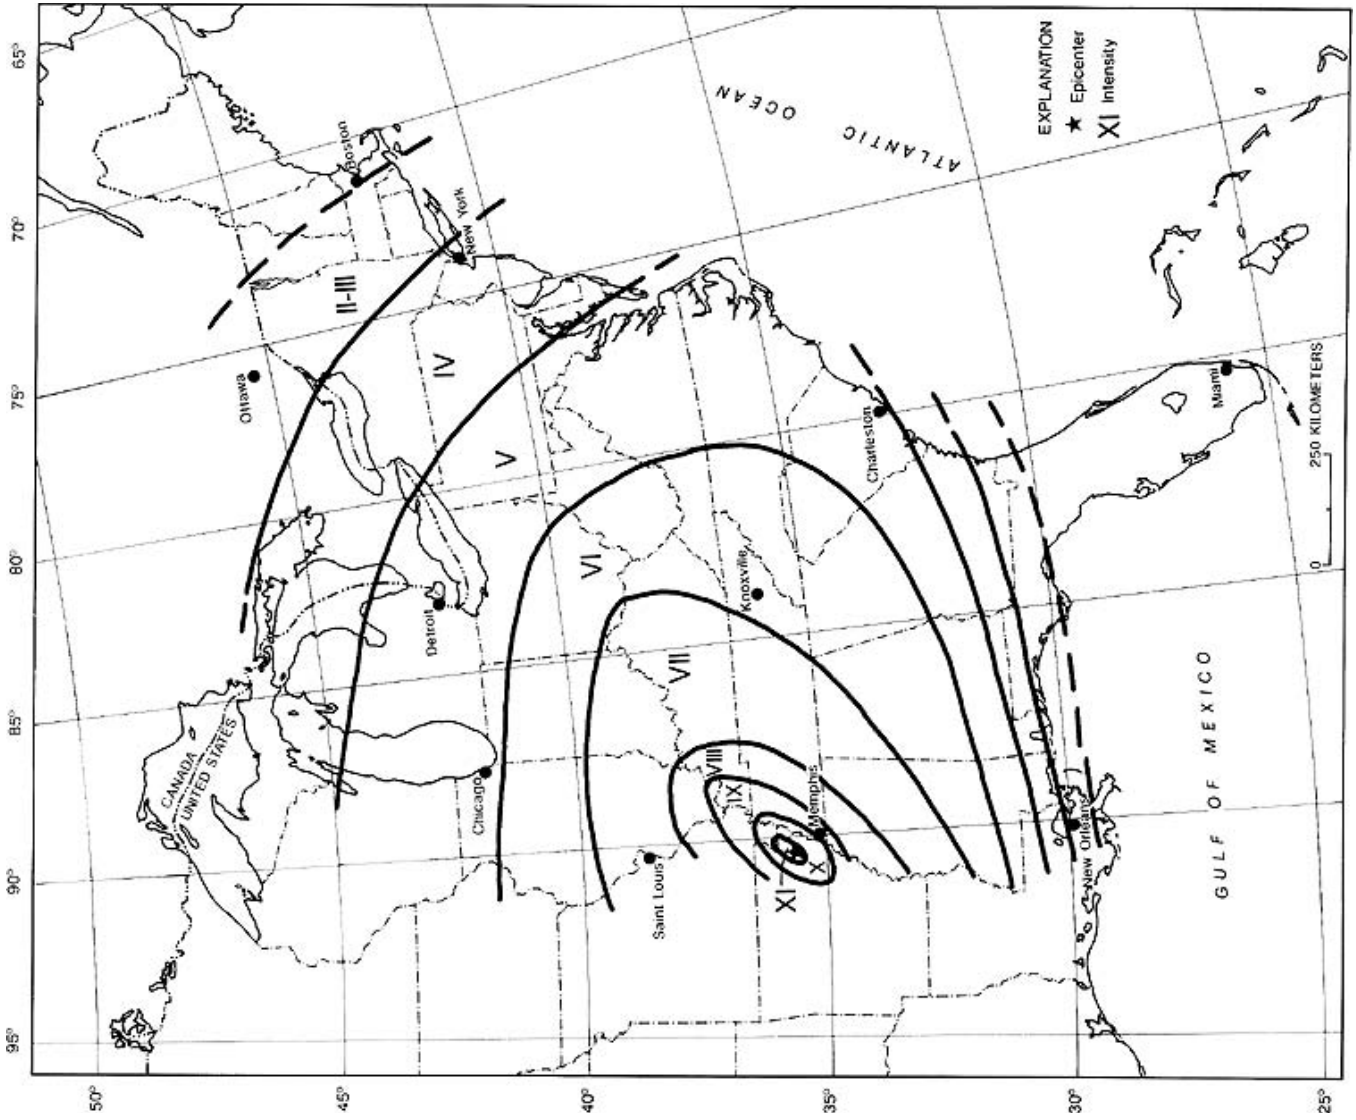 65°
70°
75°
80°
85°
90°
95°
50°
45°
40°
35°
30°
25°
EXPLANATION
★ Epicenter
XI Intensity
ATLANTIC OCEAN
GULF OF MEXICO
CANADA
UNITED STATES
Boston
New York
Ottawa
Detroit
Chicago
Saint Louis
Memphis
Knoxville
Charleston
Miami
New Orleans
II-III
IV
V
VI
VII
VIII
IX
X
XI
0 250 KILOMETERS